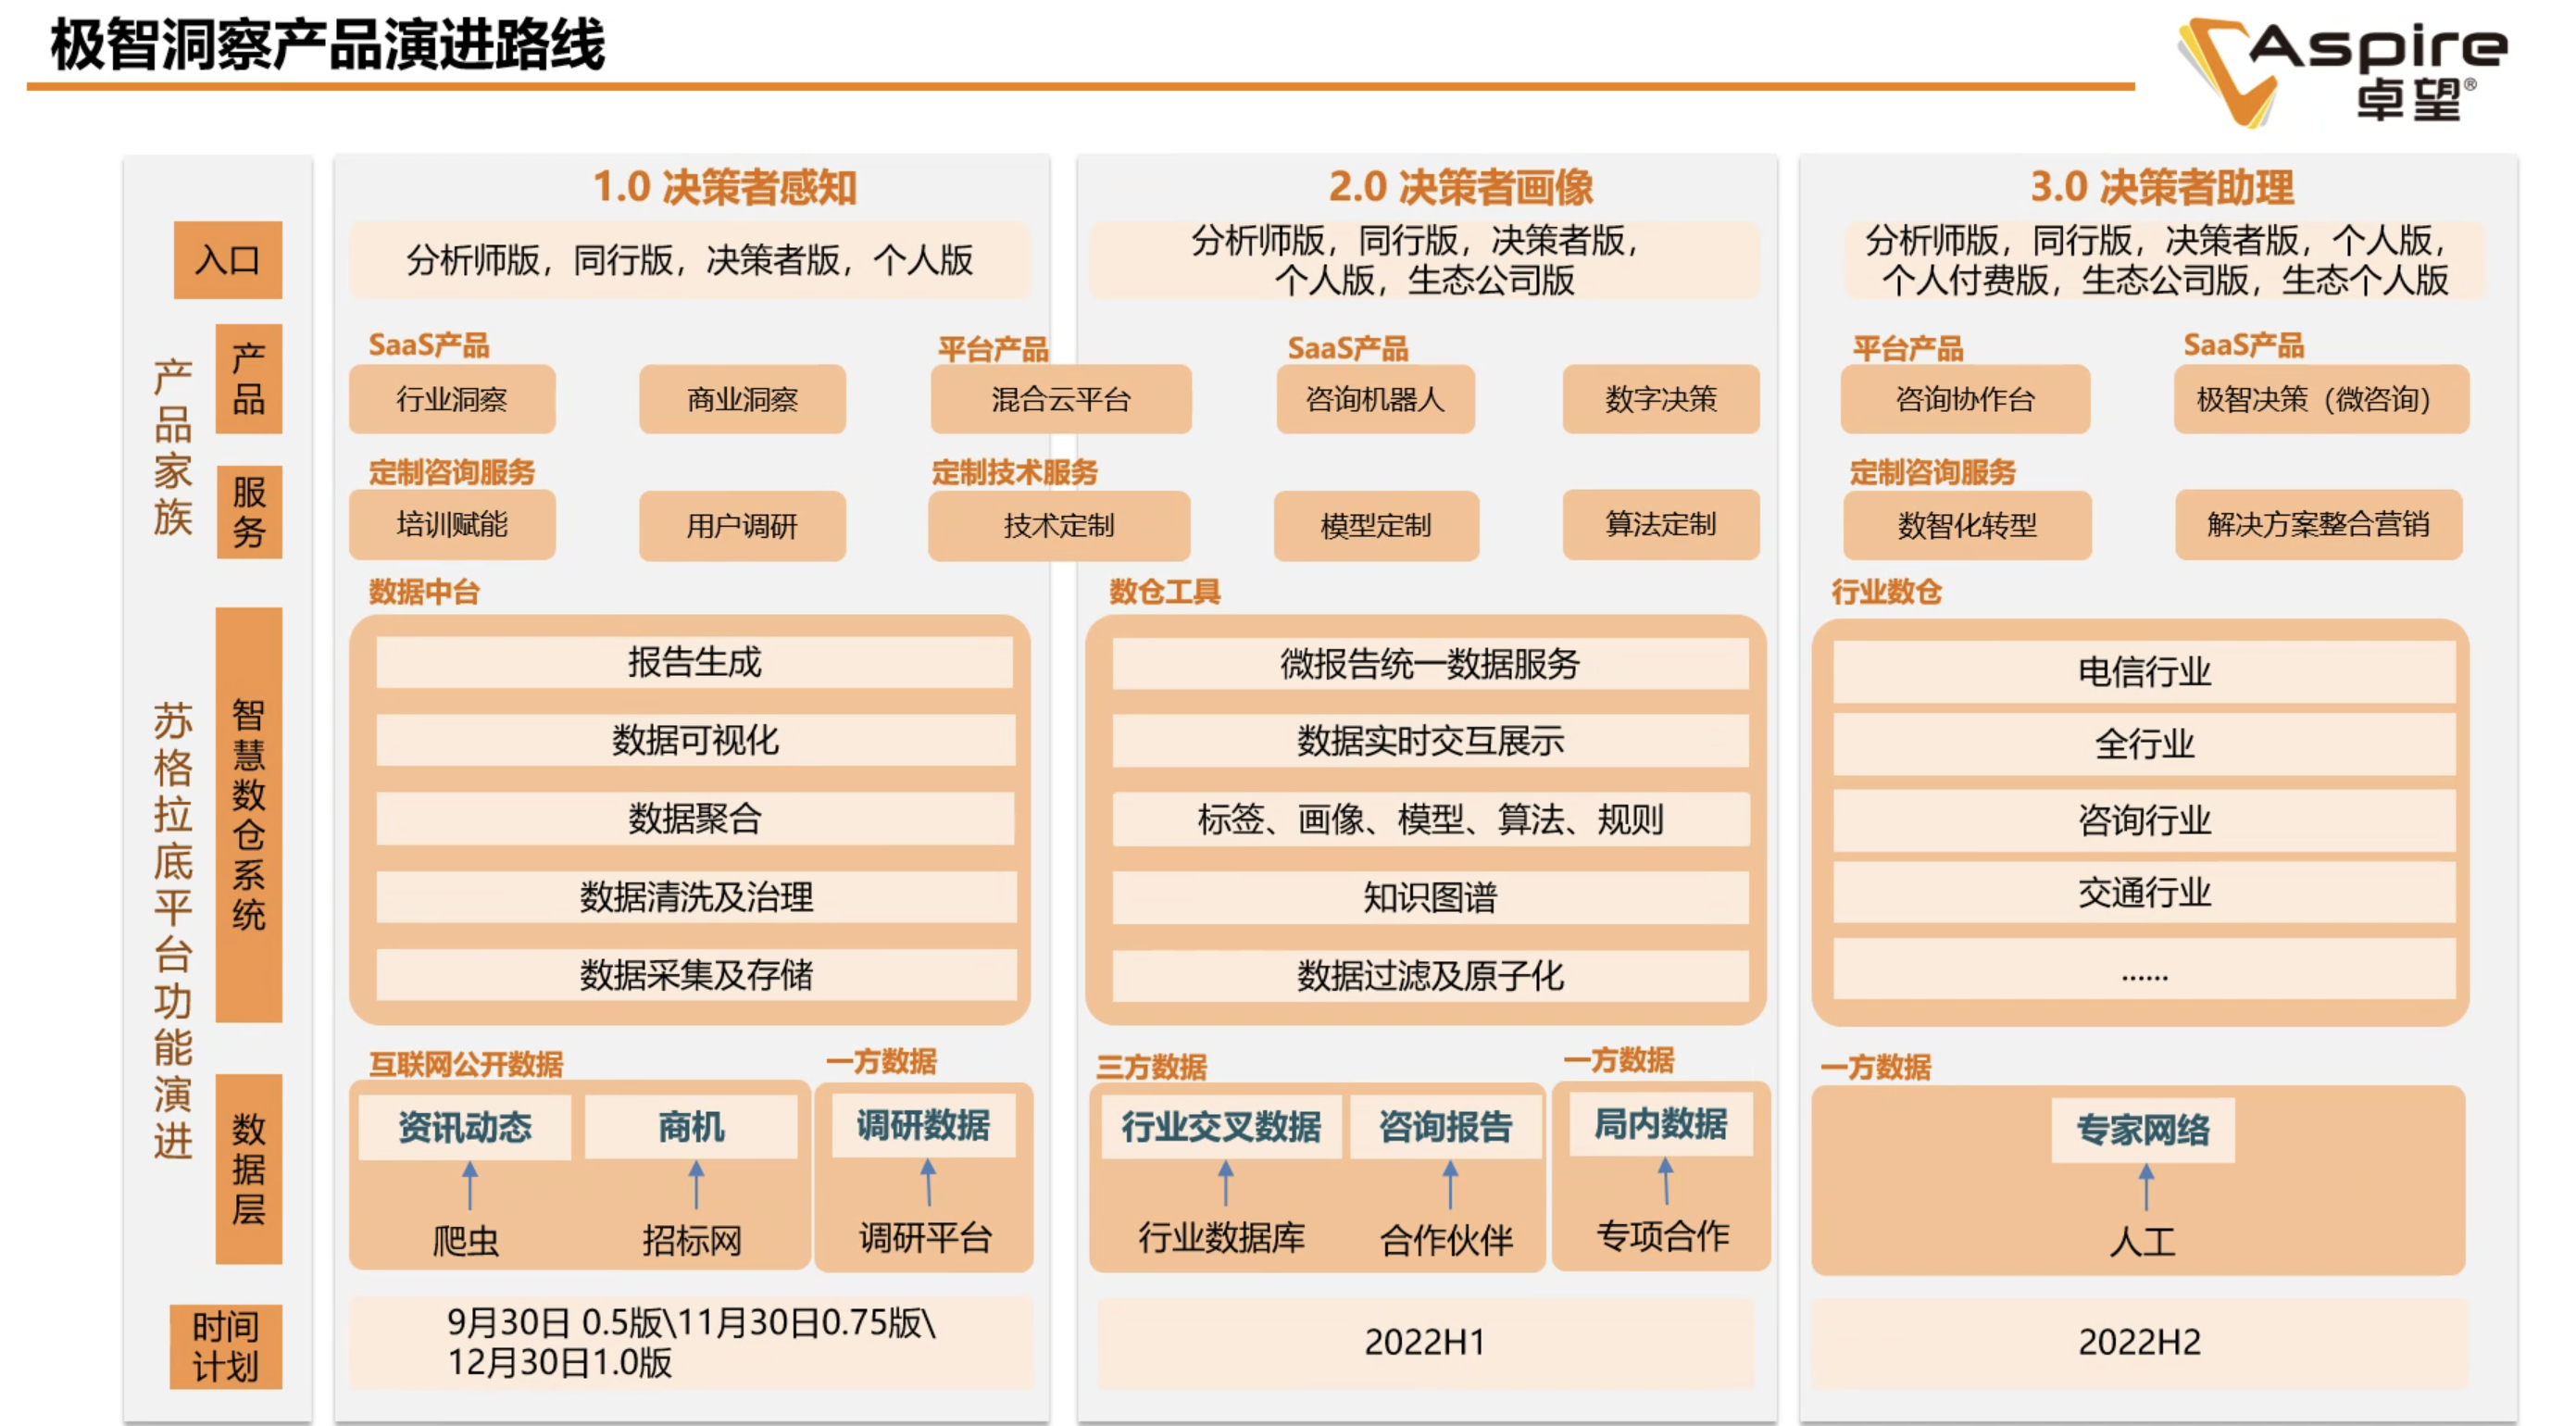 极智洞察产品演进路线
Aspire
卓望®
产品家族
苏格拉底平台功能演进
入口
产品
服务
智慧数仓系统
数据层
时间
计划
1.0 决策者感知
分析师版，同行版，决策者版，个人版
SaaS产品
行业洞察
商业洞察
平台产品
混合云平台
定制咨询服务
培训赋能
用户调研
定制技术服务
技术定制
数据中台
报告生成
数据可视化
数据聚合
数据清洗及治理
数据采集及存储
互联网公开数据
资讯动态
商机
爬虫
招标网
一方数据
调研数据
调研平台
9月30日 0.5版\11月30日0.75版\
12月30日1.0版
2.0 决策者画像
分析师版，同行版，决策者版，
个人版，生态公司版
SaaS产品
咨询机器人
数字决策
模型定制
算法定制
数仓工具
微报告统一数据服务
数据实时交互展示
标签、画像、模型、算法、规则
知识图谱
数据过滤及原子化
三方数据
行业交叉数据
咨询报告
行业数据库
合作伙伴
一方数据
局内数据
专项合作
2022H1
3.0 决策者助理
分析师版，同行版，决策者版，个人版，
个人付费版，生态公司版，生态个人版
平台产品
咨询协作台
SaaS产品
极智决策（微咨询）
定制咨询服务
数智化转型
解决方案整合营销
行业数仓
电信行业
全行业
咨询行业
交通行业
……
一方数据
专家网络
人工
2022H2